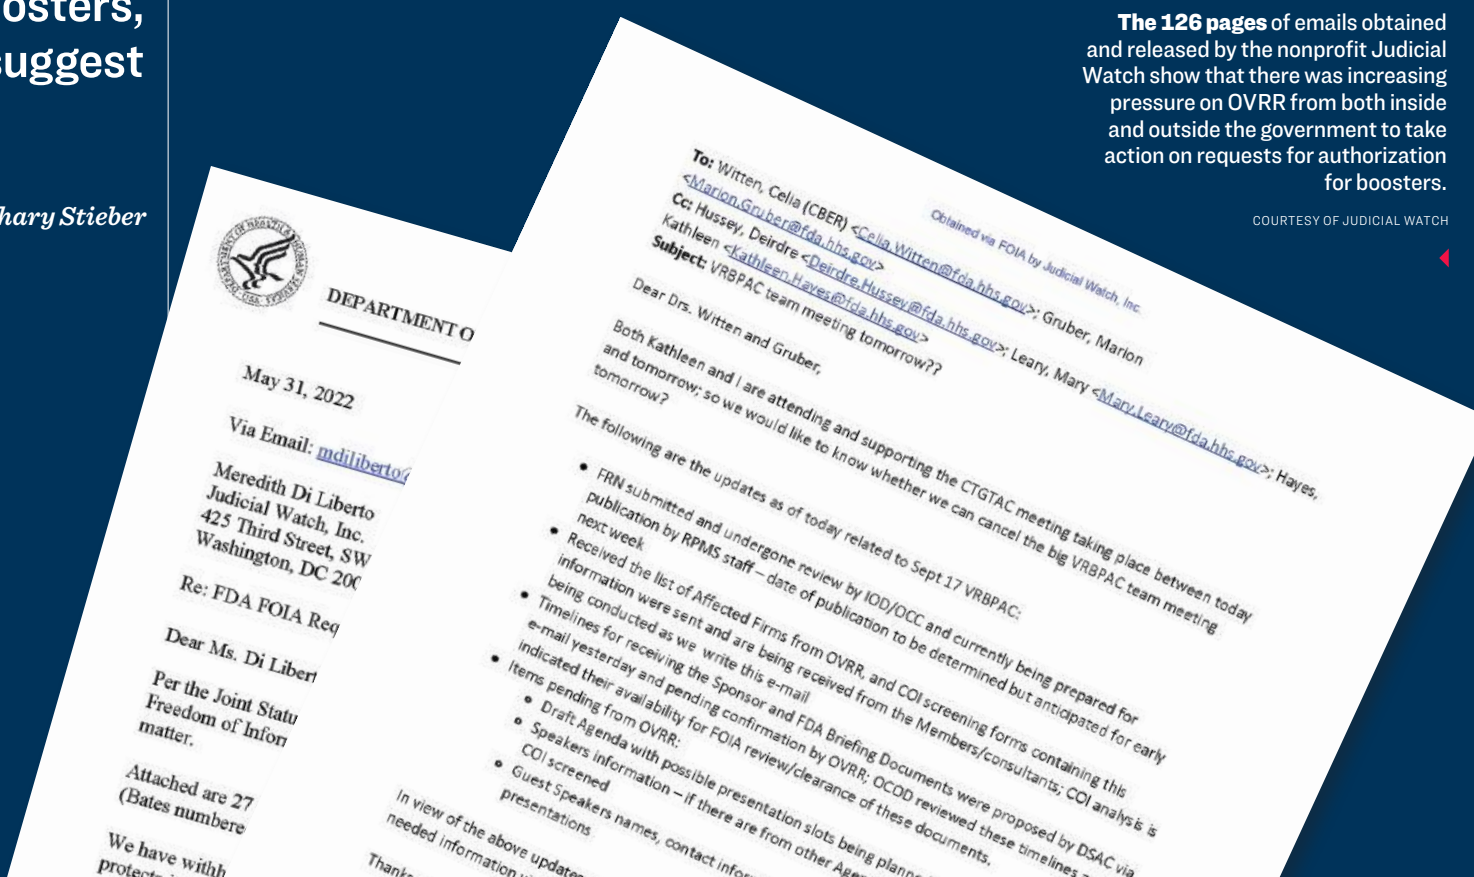 osters,
suggest
hary Stieber
The 126 pages of emails obtained
and released by the nonprofit Judicial
Watch show that there was increasing
pressure on OVRR from both inside
and outside the government to take
action on requests for authorization
for boosters.
COURTESY OF JUDICIAL WATCH
DEPARTMENT O
May 31, 2022
Via Email: mdiliberto@
Meredith Di Liberto
Judicial Watch, Inc.
425 Third Street, SW
Washington, DC 200
Re: FDA FOIA Req
Dear Ms. Di Libert
Per the Joint Statu
Freedom of Infor
matter.
Attached are 27
(Bates numbere
We have withh
protecte
Obtained via FOIA by Judicial Watch, Inc.
To: Witten, Celia (CBER) <Celia.Witten@fda.hhs.gov>; Gruber, Marion
<Marion.Gruber@fda.hhs.gov>
Cc: Hussey, Deirdre <Deirdre.Hussey@fda.hhs.gov>; Leary, Mary <Mary.Leary@fda.hhs.gov>; Hayes,
Kathleen <Kathleen.Hayes@fda.hhs.gov>
Subject: VRBPAC team meeting tomorrow??
Dear Drs. Witten and Gruber,
Both Kathleen and I are attending and supporting the CTGTAC meeting taking place between today
and tomorrow; so we would like to know whether we can cancel the big VRBPAC team meeting
tomorrow?
The following are the updates as of today related to Sept 17 VRBPAC:
• FRN submitted and undergone review by IOD/OCC and currently being prepared for
publication by RPMS staff – date of publication to be determined but anticipated for early
next week
• Received the list of Affected Firms from OVRR, and COI screening forms containing this
information were sent and are being received from the Members/consultants; COI analysis is
being conducted as we write this e-mail
• Timelines for receiving the Sponsor and FDA Briefing Documents were proposed by DSAC via
e-mail yesterday and pending confirmation by OVRR; OCOD reviewed these timelines
indicated their availability for FOIA review/clearance of these documents.
• Items pending from OVRR:
• Draft Agenda with possible presentation slots being plann
• Speakers information – if there are from other Agen
COI screened
• Guest Speakers names, contact infor
presentations
In view of the above update
needed information
Thanks